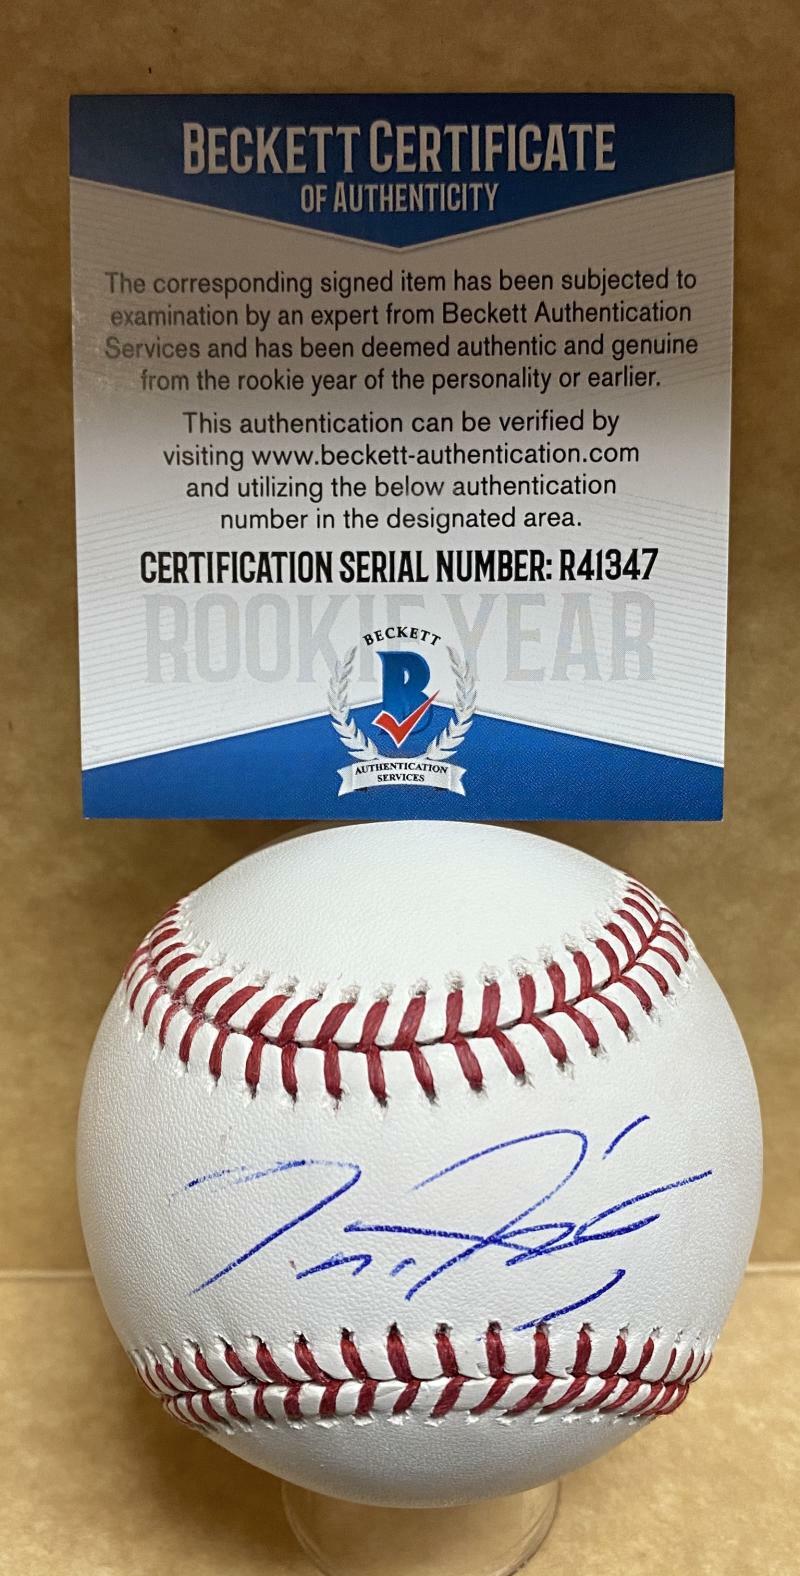 BECKETT CERTIFICATE
OF AUTHENTICITY
The corresponding signed item has been subjected to
examination by an expert from Beckett Authentication
Services and has been deemed authentic and genuine
from the rookie year of the personality or earlier.
This authentication can be verified by
visiting www.beckett-authentication.com
and utilizing the below authentication
number in the designated area.
CERTIFICATION SERIAL NUMBER: R41347
ROOKIE YEAR
BECKETT
B
AUTHENTICATION
SERVICES